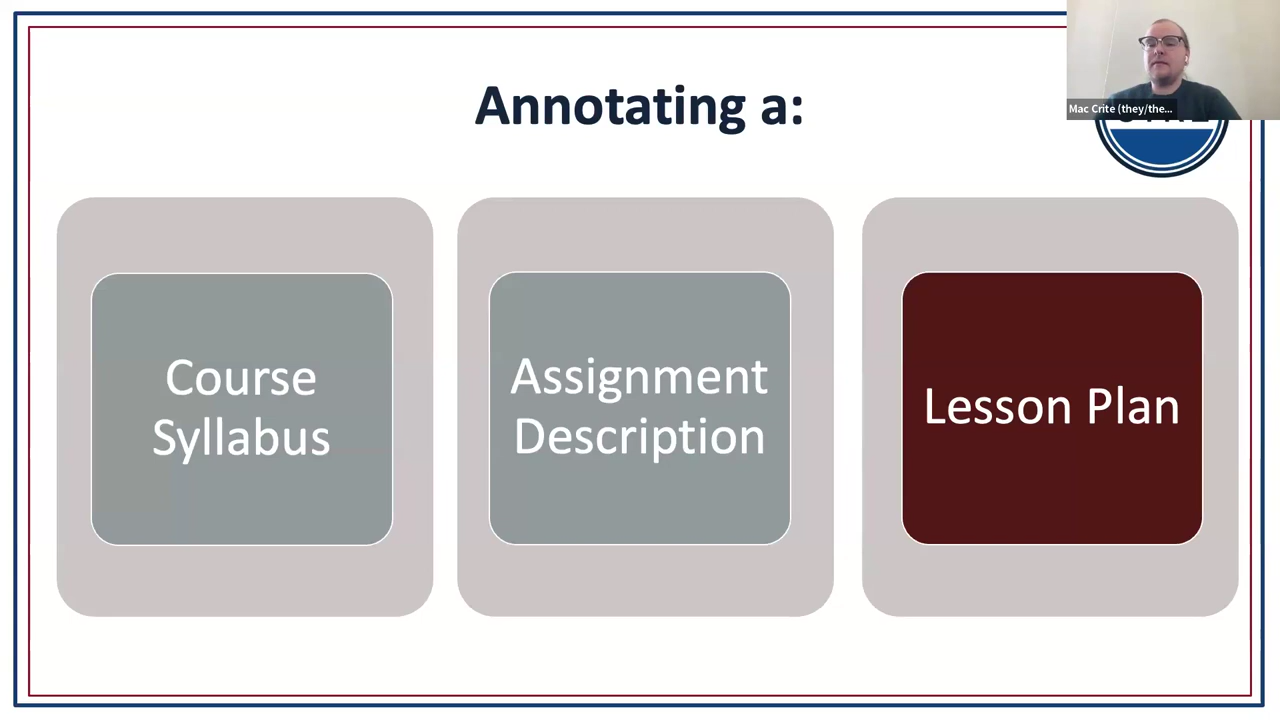 Annotating a:
Mac Crite (they/the...
Course
Syllabus
Assignment
Description
Lesson Plan